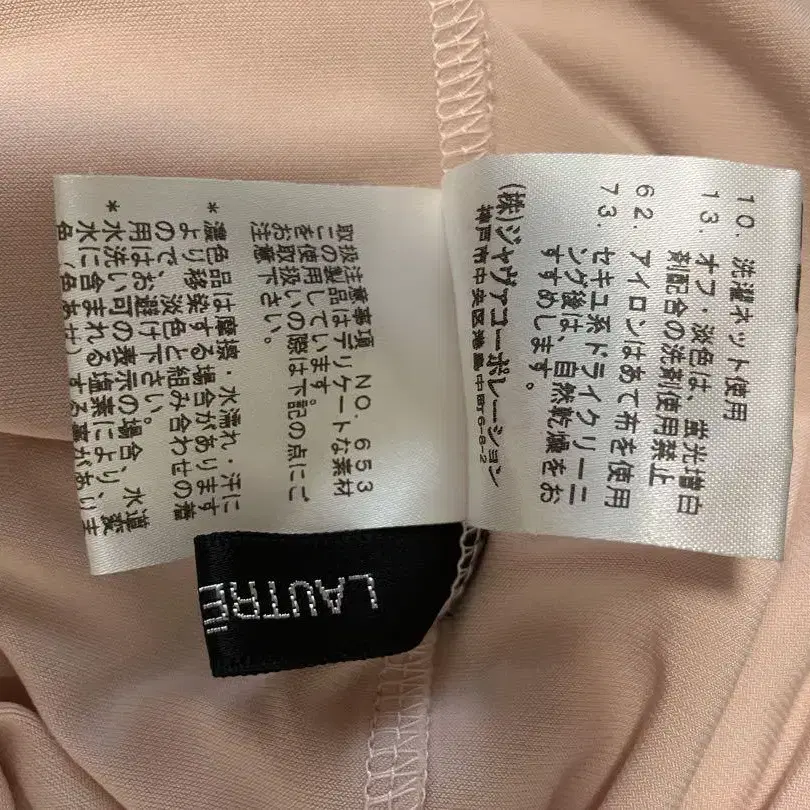 10. 洗濯ネット使用
13. オフ・淡色は、蛍光増白
剤配合の洗剤使用禁止
62. アイロンはあて布を使用
73. セキユ系ドライクリーニ
ング後は、自然乾燥をお
すすめします。
(株)ジャヴァコーポレーション
神戸市中央区港島中町6-8-2
取扱注意事項 NO. 653
この製品はデリケートな素材
を使用しています。
お取扱いの際は下記の点にご
注意下さい。
* 濃色品は摩擦・水濡れ・汗に
より移染する場合があります
ので、淡色と組み合わせの着
用はお避け下さい。
* 水洗い可の表示の場合、水道
水に含まれる塩素により、変
色(色あせ)する事がありま
LAUTRE